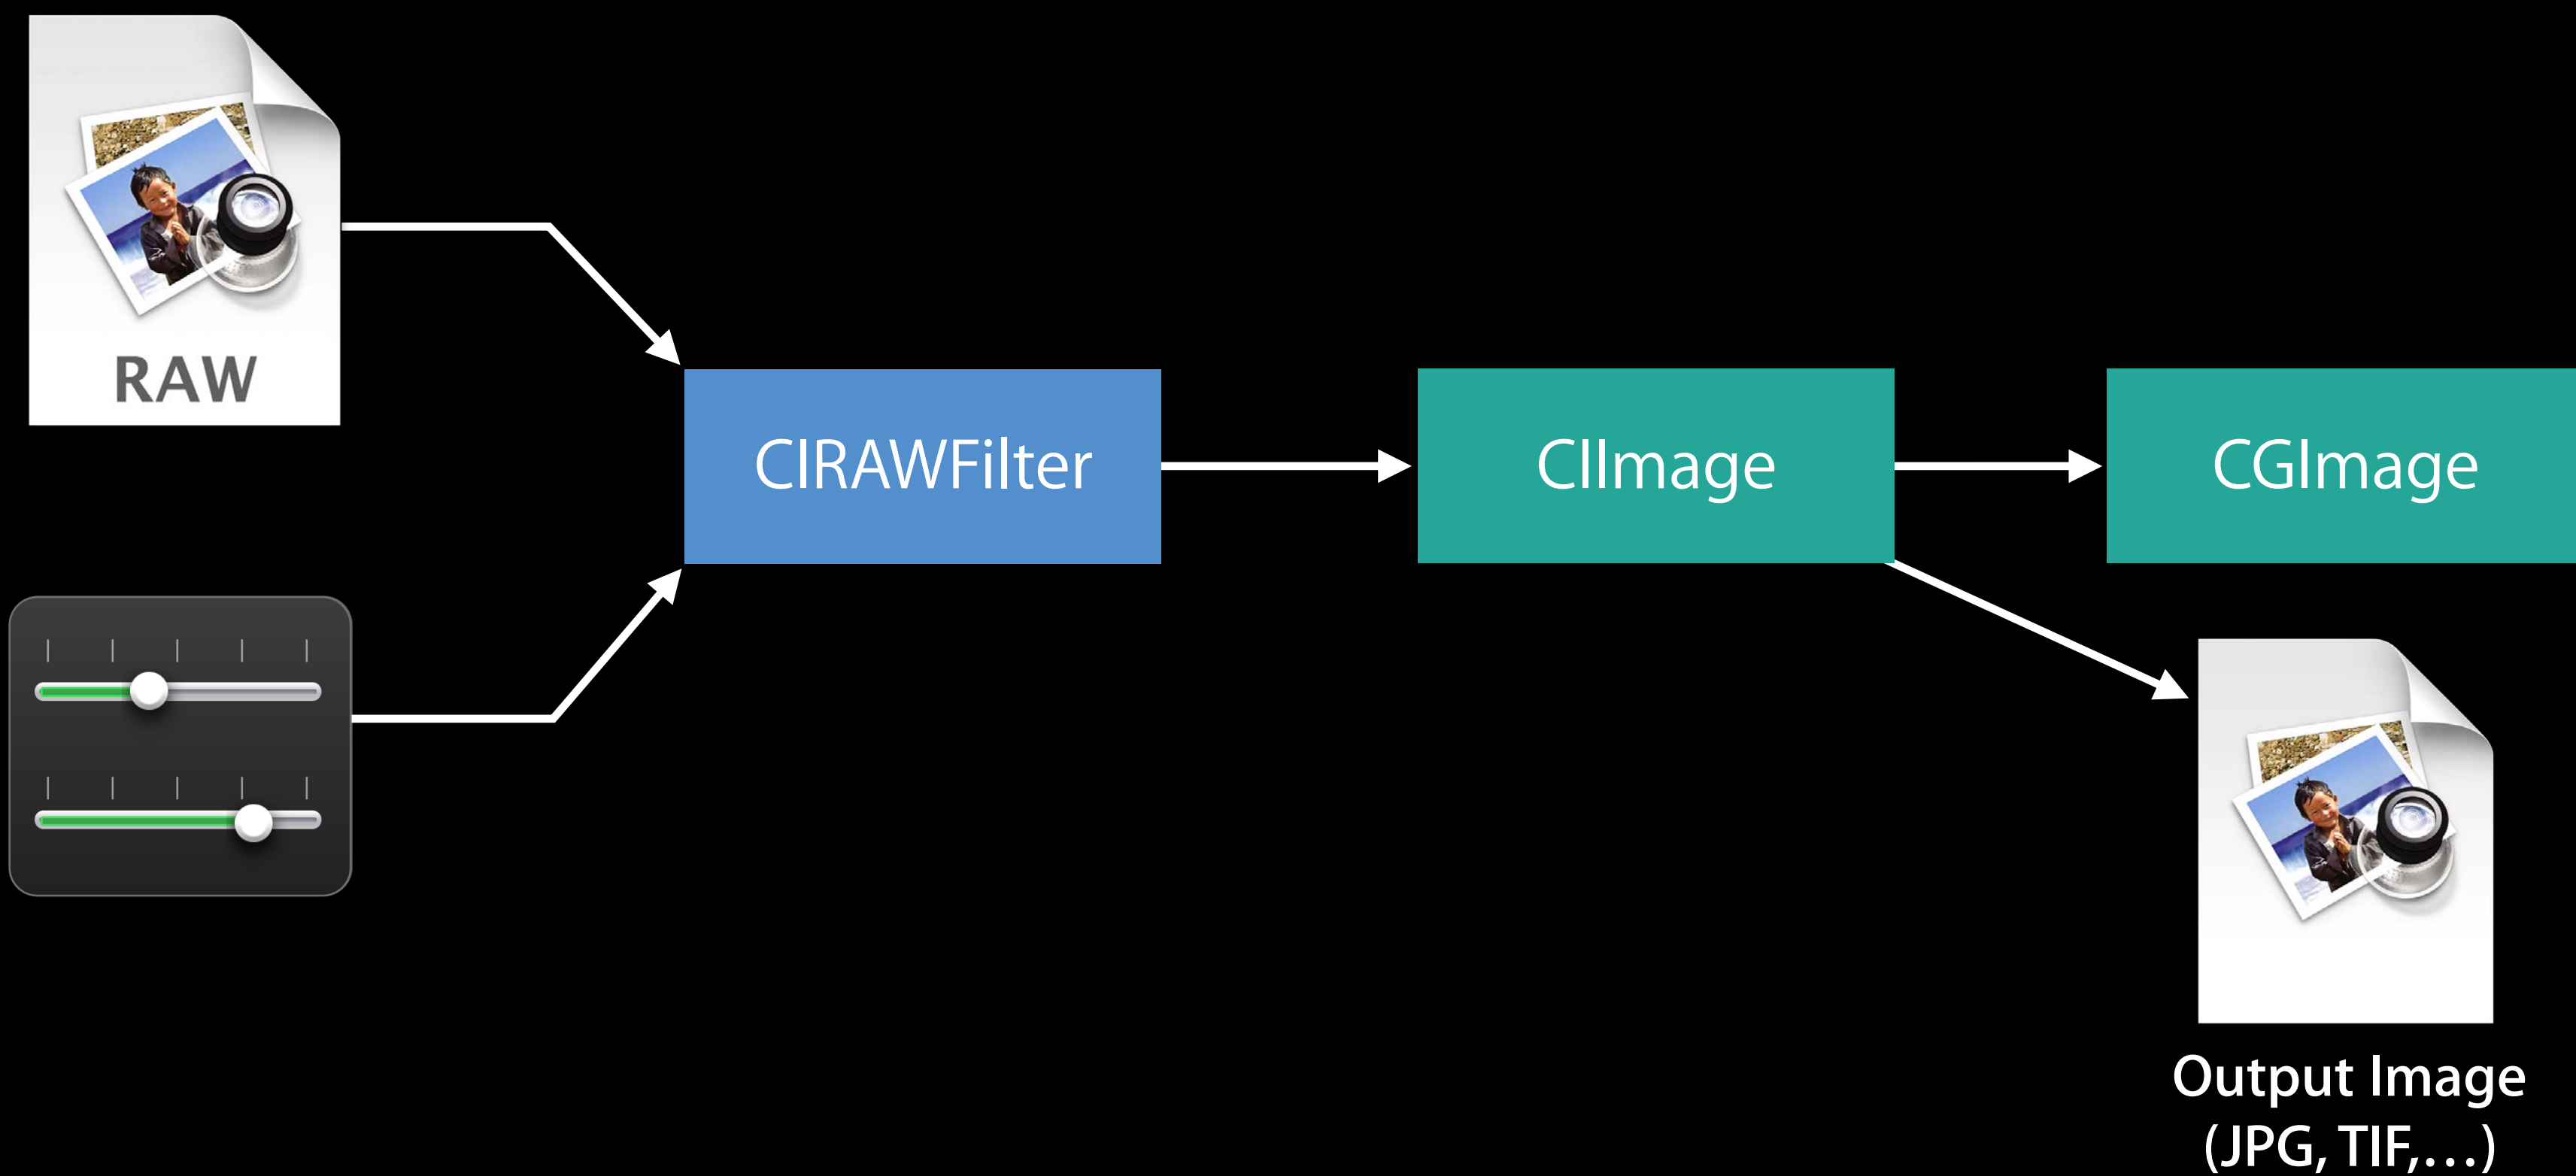 RAW
CIRAWFilter
CIImage
CGImage
Output Image
(JPG, TIF,...)